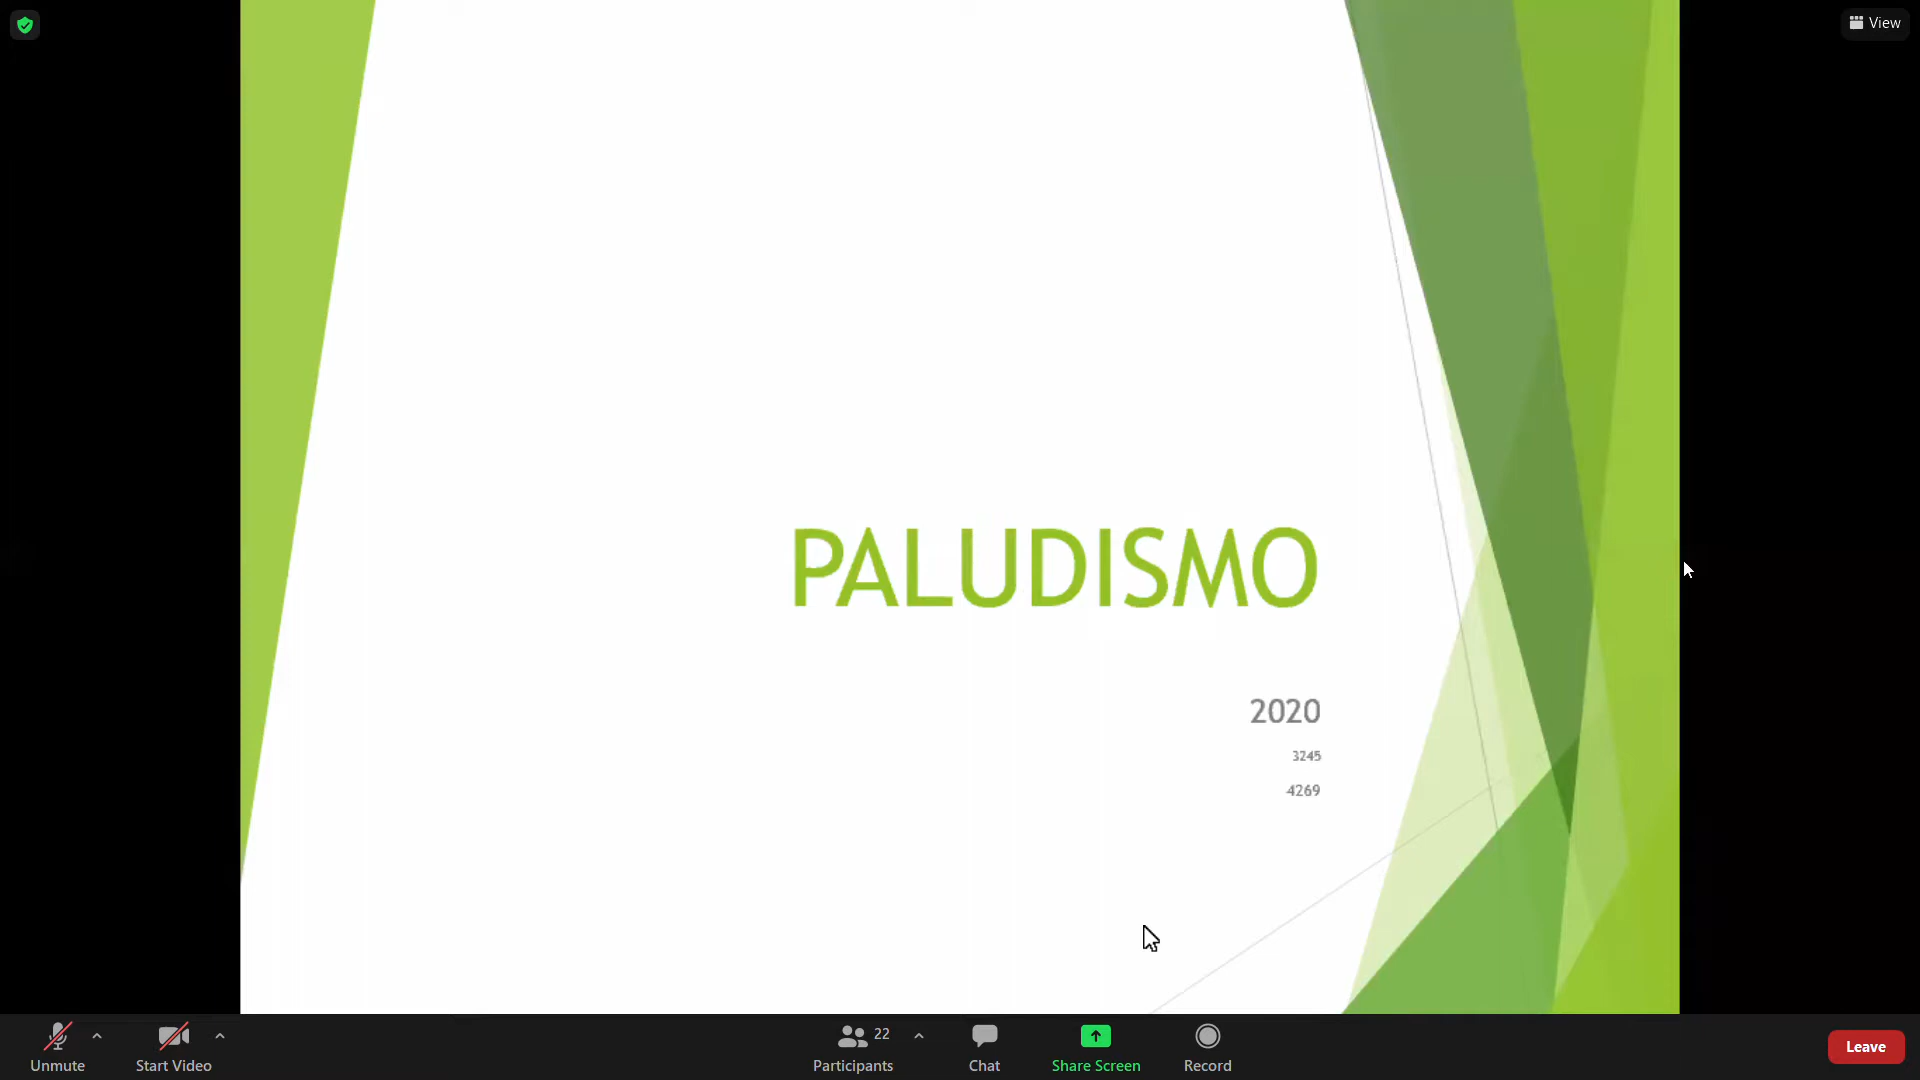 View
PALUDISMO
2020
3245
4269
Unmute
Start Video
22
Participants
Chat
Share Screen
Record
Leave